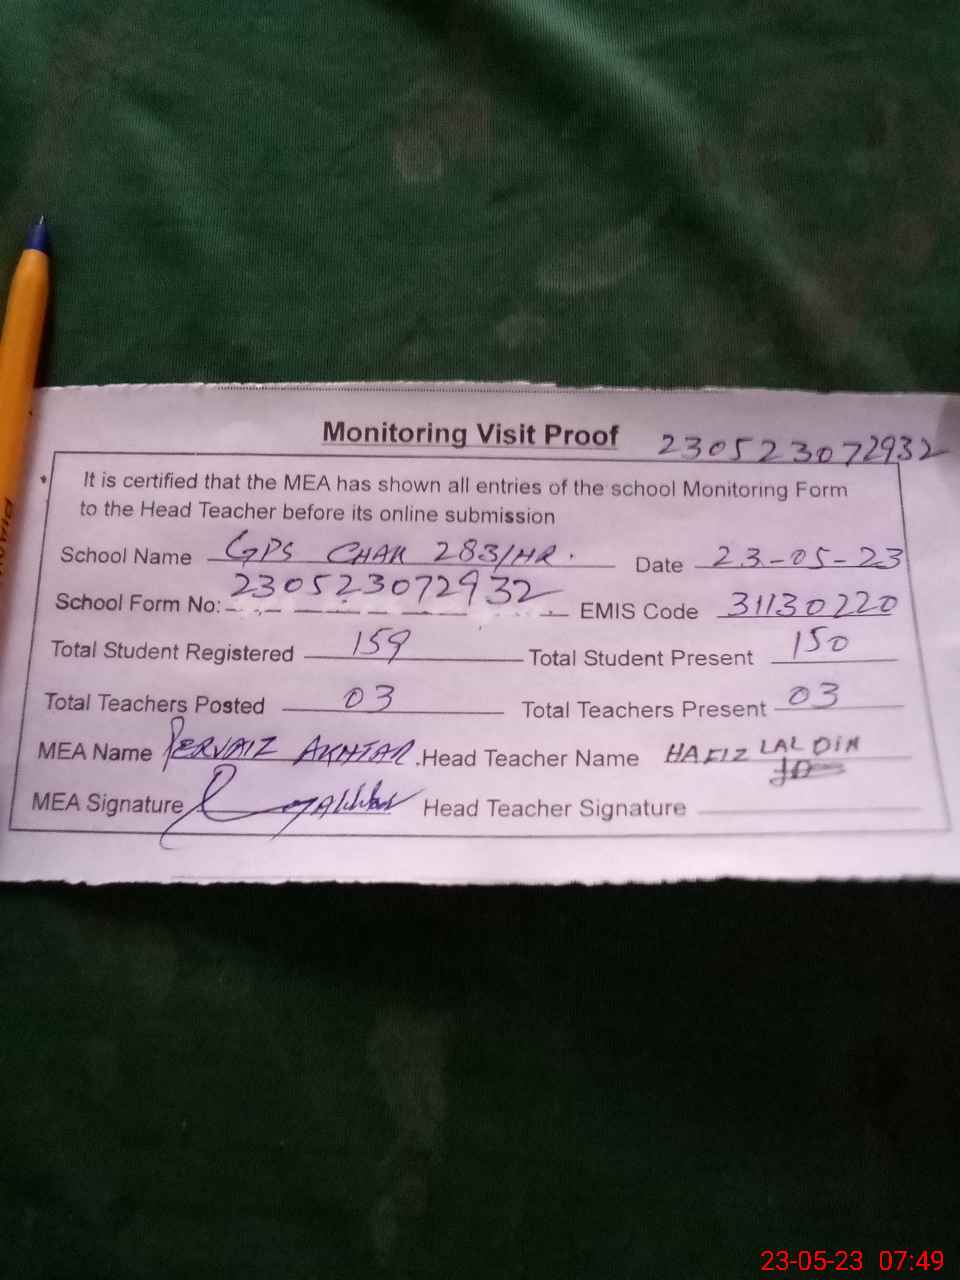 Monitoring Visit Proof 230523072932
It is certified that the MEA has shown all entries of the school Monitoring Form
to the Head Teacher before its online submission
School Name GPS CHAK 283/HR. Date 23-05-23
School Form No: 230523072932 EMIS Code 31130220
Total Student Registered 159 Total Student Present 150
Total Teachers Posted 03 Total Teachers Present 03
MEA Name PERVAIZ AKHTAR. Head Teacher Name HAFIZ LAL DIN
MEA Signature Head Teacher Signature
23-05-23 07:49